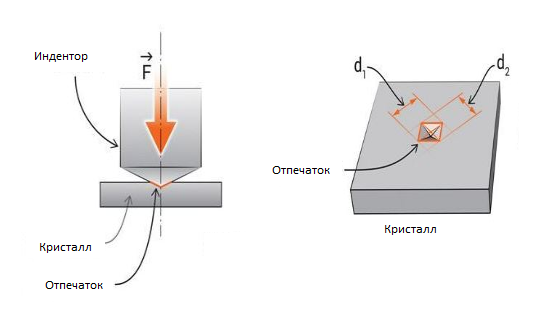 Индентор
F
Кристалл
Отпечаток
d1
d2
Отпечаток
Кристалл